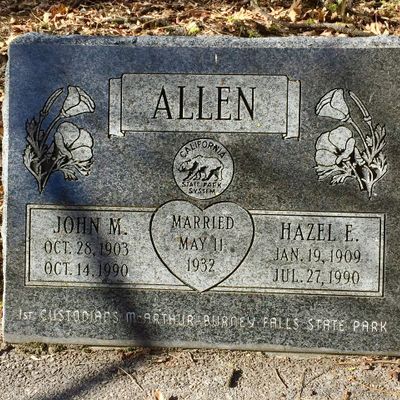 ALLEN
CALIFORNIA
STATE PARK
SYSTEM
JOHN M.
OCT. 28, 1903
OCT. 14, 1990
MARRIED
MAY 11
1932
HAZEL E.
JAN. 19, 1909
JUL. 27, 1990
1st CUSTODIANS McARTHUR-BURNEY FALLS STATE PARK